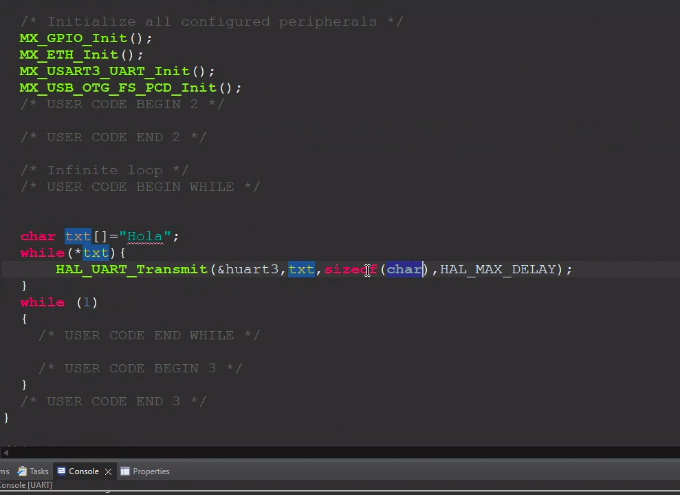 /* Initialize all configured peripherals */
MX_GPIO_Init();
MX_ETH_Init();
MX_USART3_UART_Init();
MX_USB_OTG_FS_PCD_Init();
/* USER CODE BEGIN 2 */
/* USER CODE END 2 */
/* Infinite loop */
/* USER CODE BEGIN WHILE */
char txt[]="Hola";
while(*txt){
HAL_UART_Transmit(&huart3,txt,sizeof(char),HAL_MAX_DELAY);
}
while (1)
{
/* USER CODE END WHILE */
/* USER CODE BEGIN 3 */
}
/* USER CODE END 3 */
}
ms Tasks Console Properties
Console [UART]